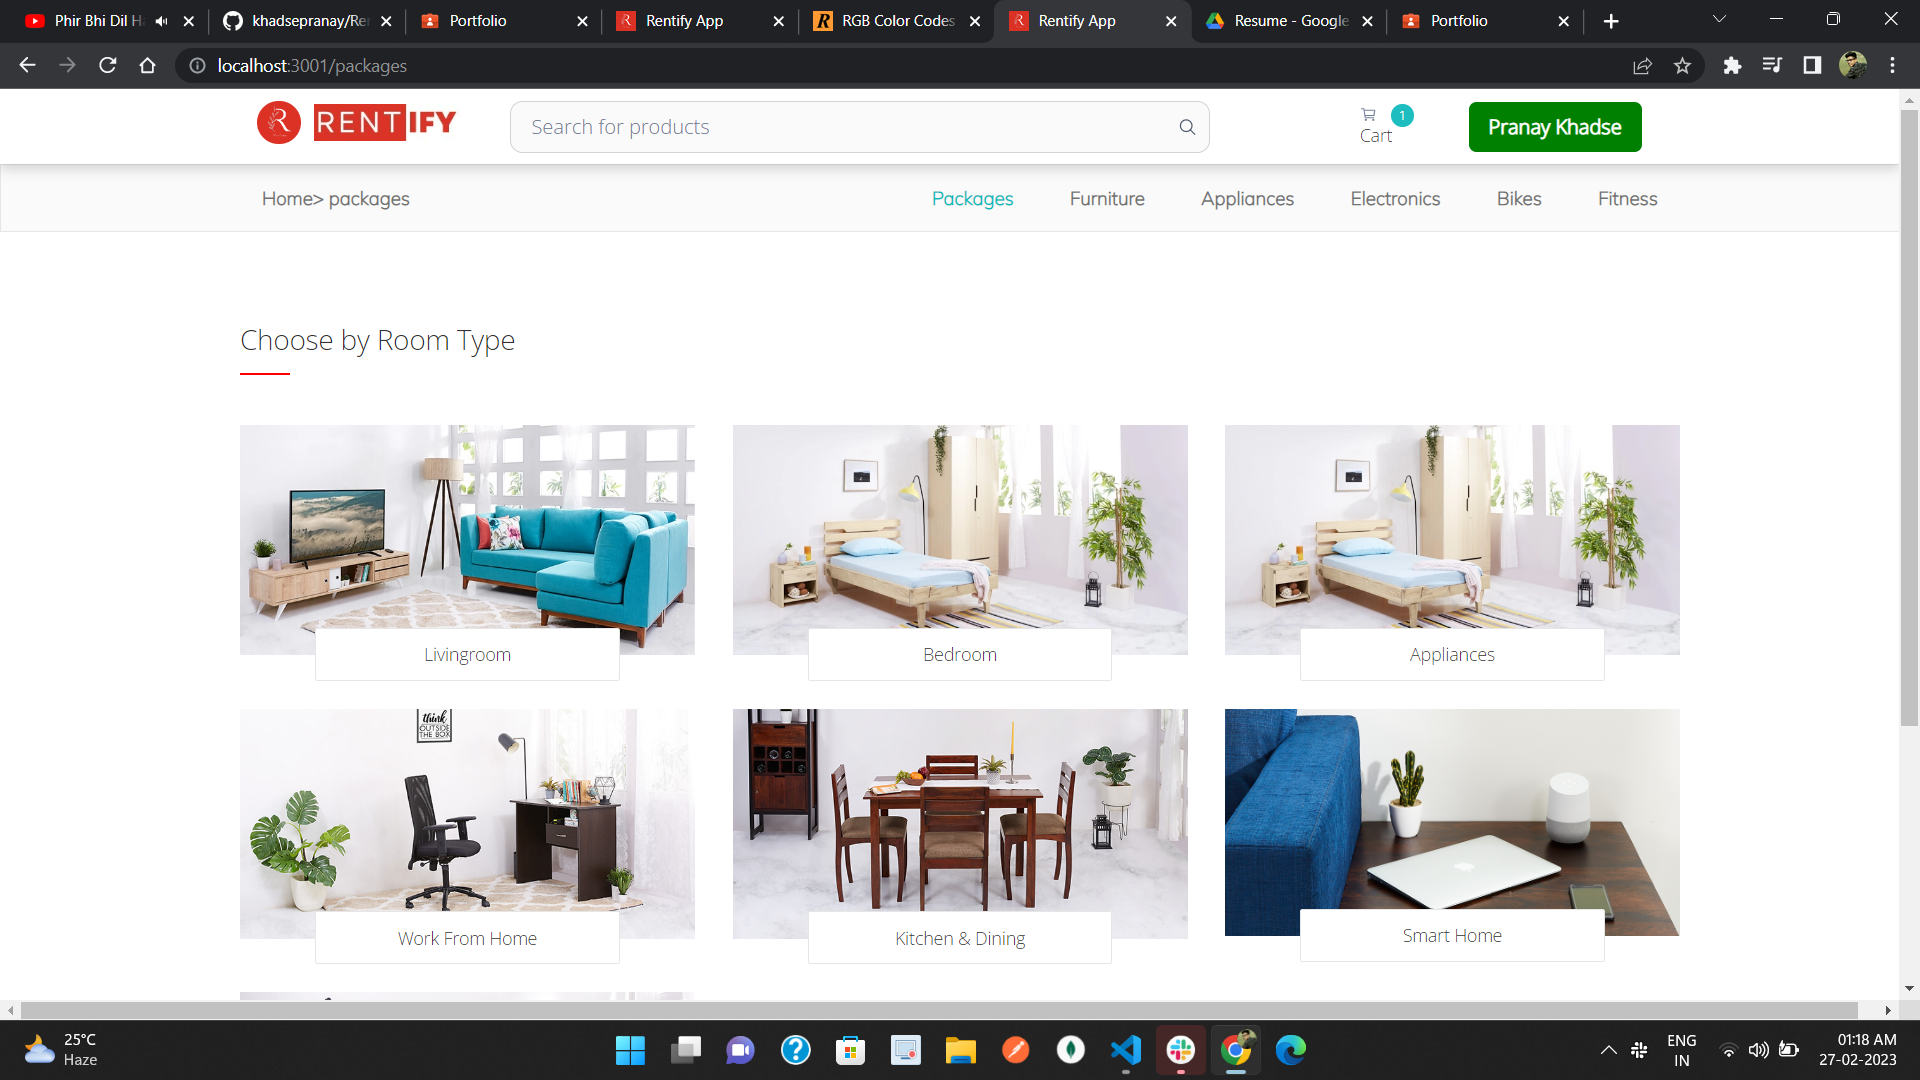 Phir Bhi Dil H
khadsepranay/Re
Portfolio
Rentify App
RGB Color Codes
Rentify App
Resume - Google
Portfolio
localhost:3001/packages
R RENTIFY
Search for products
Cart
1
Pranay Khadse
Home> packages
Packages
Furniture
Appliances
Electronics
Bikes
Fitness
Choose by Room Type
Livingroom
Bedroom
Appliances
think
OUTSIDE
THE BOX
Work From Home
Kitchen & Dining
Smart Home
25°C
Haze
ENG
IN
01:18 AM
27-02-2023